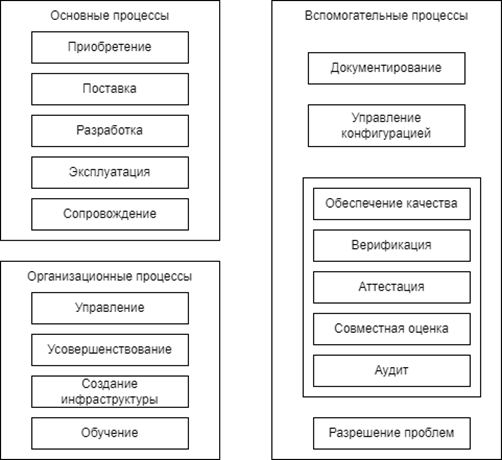 Основные процессы
Приобретение
Поставка
Разработка
Эксплуатация
Сопровождение
Организационные процессы
Управление
Усовершенствование
Создание
инфраструктуры
Обучение
Вспомогательные процессы
Документирование
Управление
конфигурацией
Обеспечение качества
Верификация
Аттестация
Совместная оценка
Аудит
Разрешение проблем